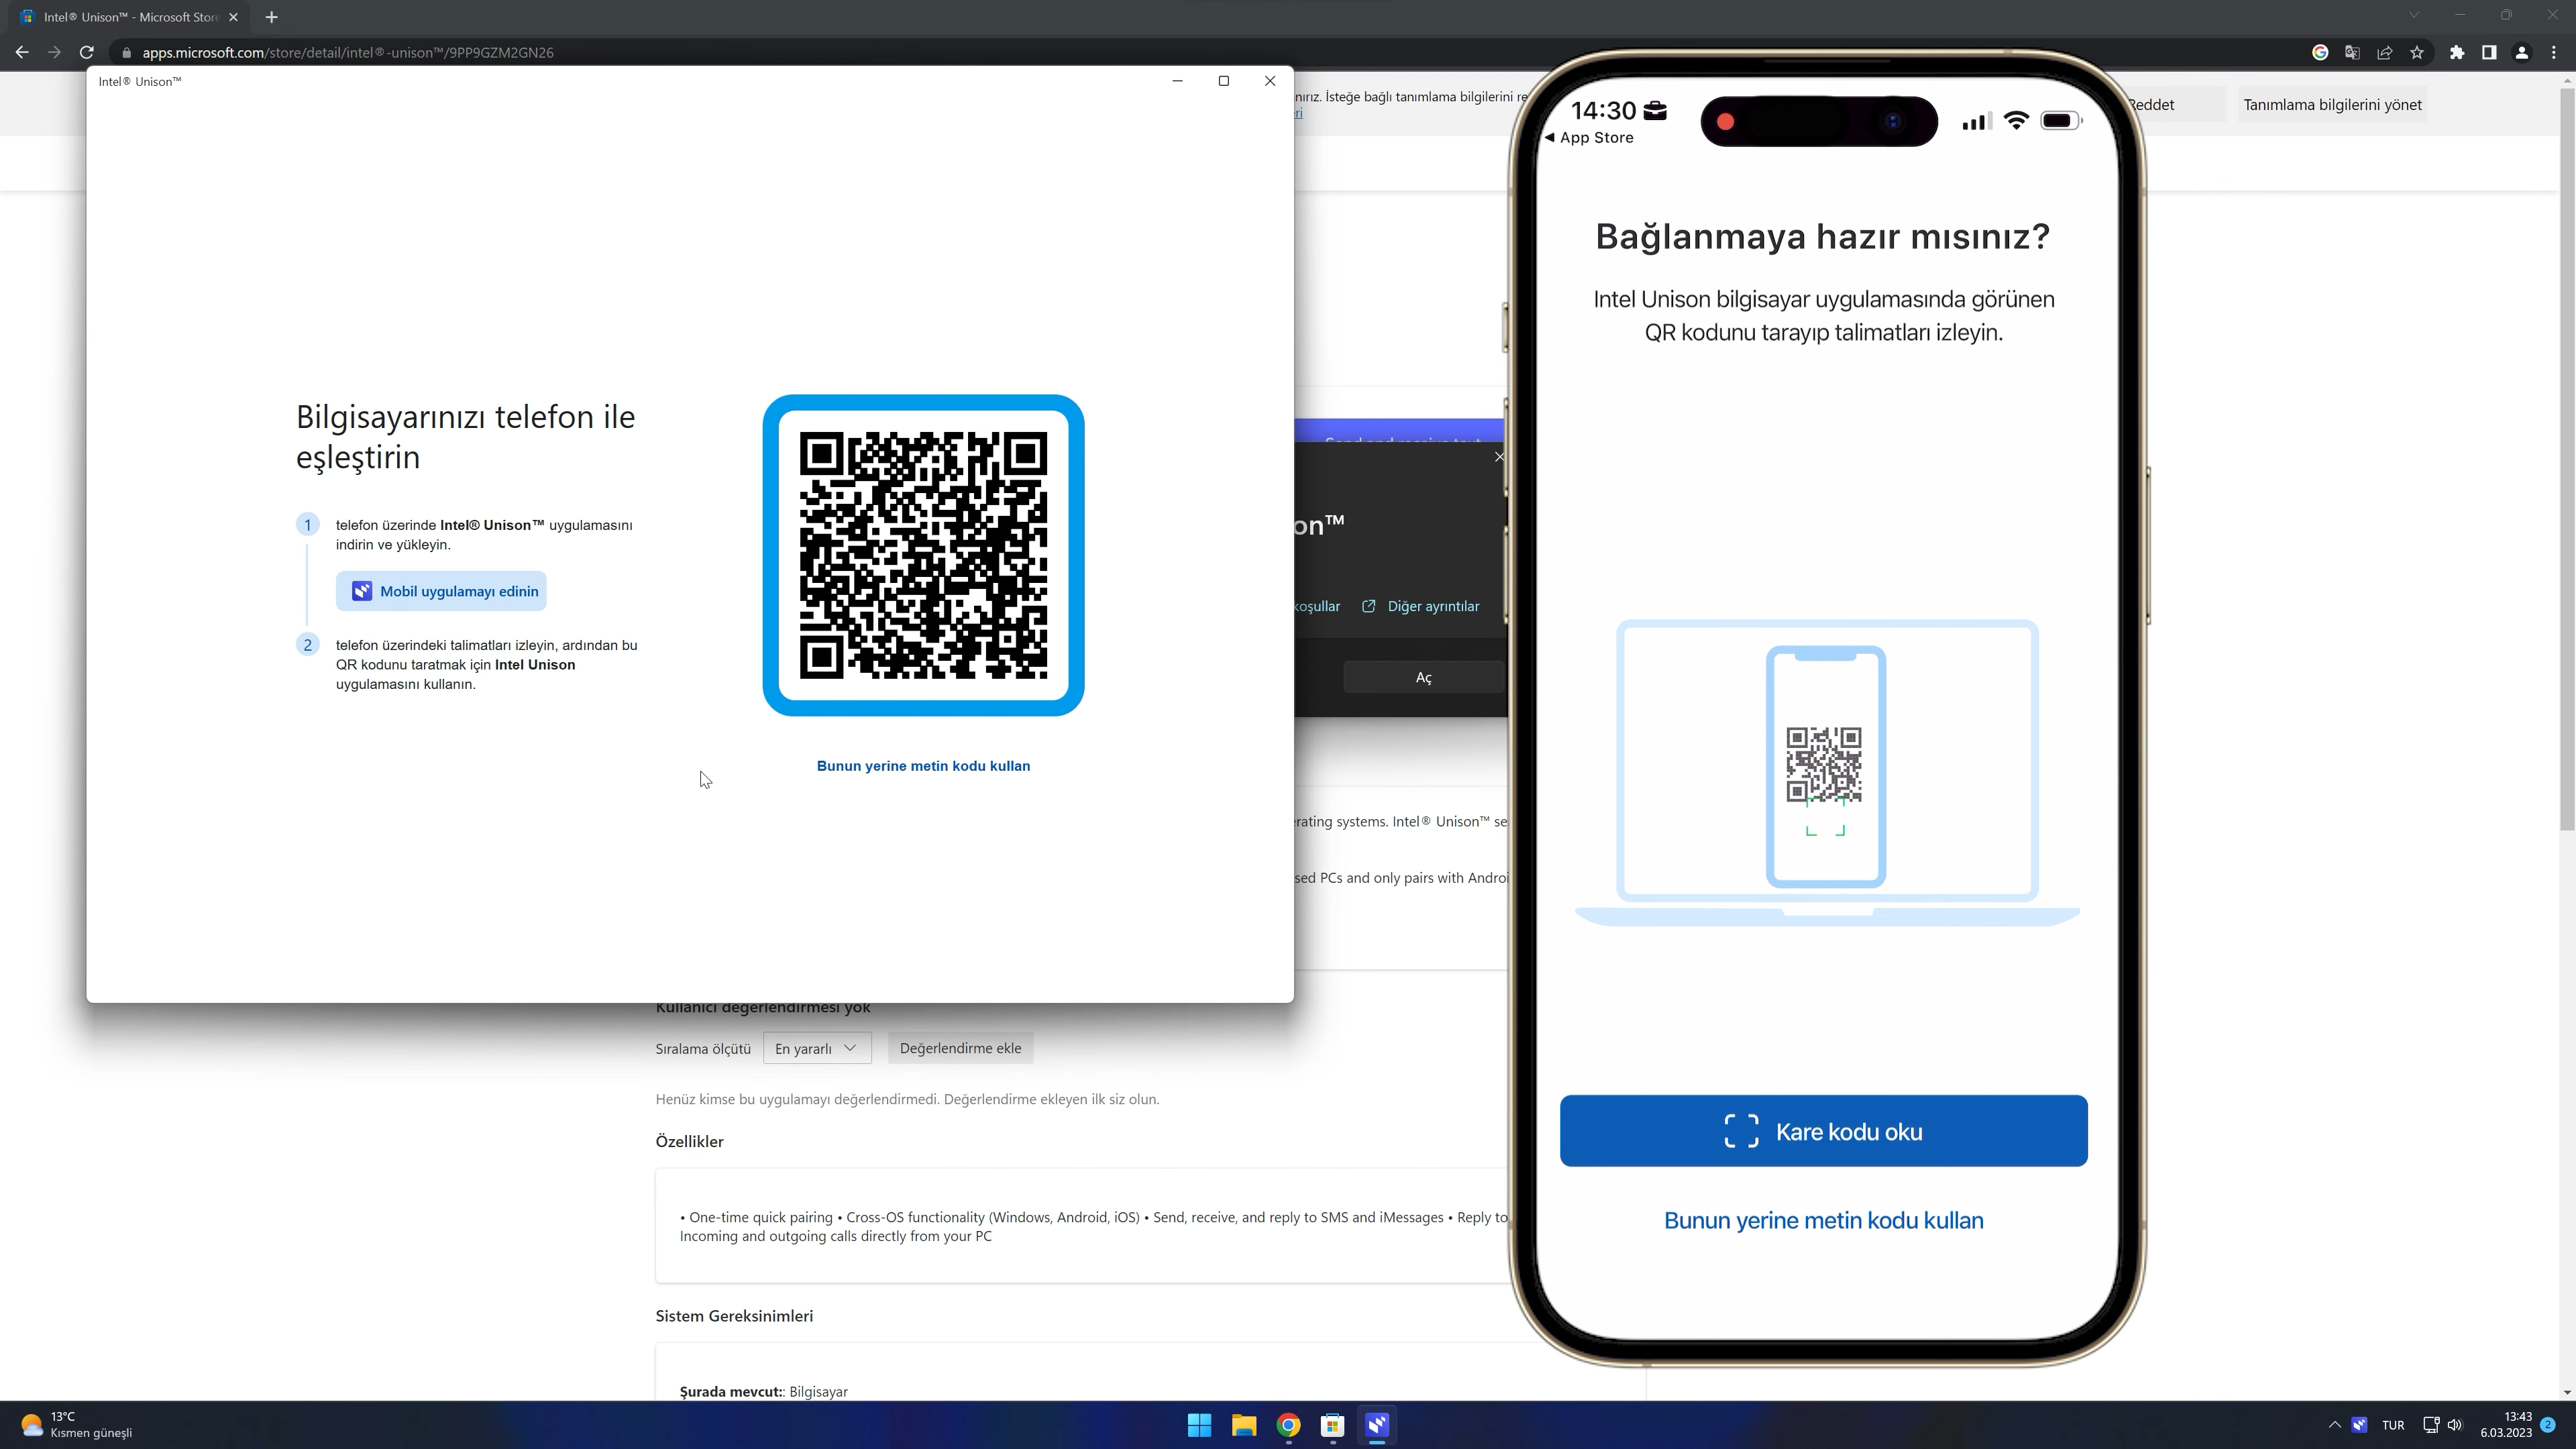 Intel® Unison™ - Microsoft Store
apps.microsoft.com/store/detail/intel®-unison™/9PP9GZM2GN26
Intel® Unison™
İsteğe bağlı tanımlama bilgilerini
Reddet
Tanımlama bilgilerini yönet
Bilgisayarınızı telefon ile
eşleştirin
1
telefon üzerinde Intel® Unison™ uygulamasını
indirin ve yükleyin.
Mobil uygulamayı edinin
2
telefon üzerindeki talimatları izleyin, ardından bu
QR kodunu taratmak için Intel Unison
uygulamasını kullanın.
Bunun yerine metin kodu kullan
on™
koşullar
Diğer ayrıntılar
Aç
erating systems. Intel® Unison™ se
sed PCs and only pairs with Androi
Kullanıcı değerlendirmesi yok
Sıralama ölçütü
En yararlı
Değerlendirme ekle
Henüz kimse bu uygulamayı değerlendirmedi. Değerlendirme ekleyen ilk siz olun.
Özellikler
• One-time quick pairing • Cross-OS functionality (Windows, Android, iOS) • Send, receive, and reply to SMS and iMessages • Reply to
Incoming and outgoing calls directly from your PC
Sistem Gereksinimleri
Şurada mevcut:: Bilgisayar
14:30
◀ App Store
Bağlanmaya hazır mısınız?
Intel Unison bilgisayar uygulamasında görünen
QR kodunu tarayıp talimatları izleyin.
Kare kodu oku
Bunun yerine metin kodu kullan
13°C
Kısmen güneşli
TUR
13:43
6.03.2023
2